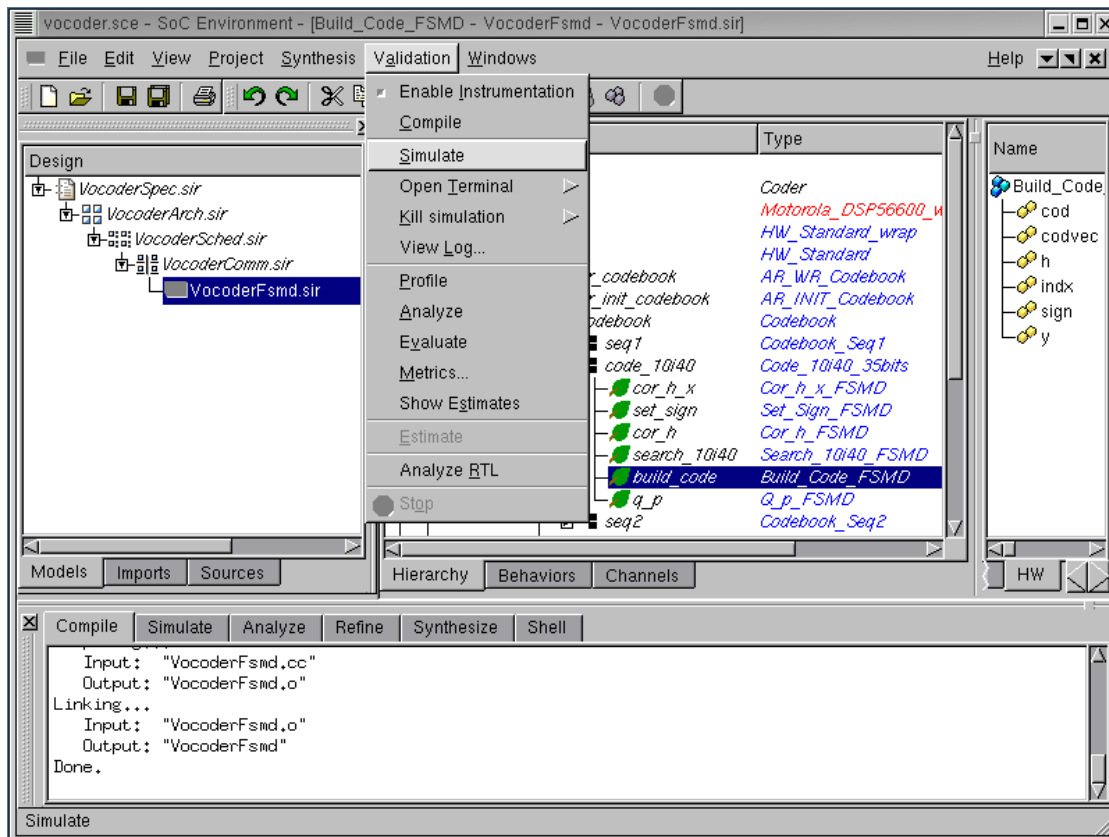 vocoder.sce - SoC Environment - [Build_Code_FSMD - VocoderFsmd - VocoderFsmd.sir]
File Edit View Project Synthesis Validation Windows Help
Enable Instrumentation
Compile
Simulate
Open Terminal
Kill simulation
View Log...
Profile
Analyze
Evaluate
Metrics...
Show Estimates
Estimate
Analyze RTL
Stop
Design
VocoderSpec.sir
VocoderArch.sir
VocoderSched.sir
VocoderComm.sir
VocoderFsmd.sir
Models Imports Sources
Type
Coder
Motorola_DSP56600_w
HW_Standard_wrap
HW_Standard
r_codebook AR_WR_Codebook
r_init_codebook AR_INIT_Codebook
odebook Codebook
seq1 Codebook_Seq1
code_10i40 Code_10i40_35bits
cor_h_x Cor_h_x_FSMD
set_sign Set_Sign_FSMD
cor_h Cor_h_FSMD
search_10i40 Search_10i40_FSMD
build_code Build_Code_FSMD
q_p Q_p_FSMD
seq2 Codebook_Seq2
Hierarchy Behaviors Channels
Name
Build_Code_
cod
codvec
h
indx
sign
y
HW
Compile Simulate Analyze Refine Synthesize Shell
Input: "VocoderFsmd.cc"
Output: "VocoderFsmd.o"
Linking...
Input: "VocoderFsmd.o"
Output: "VocoderFsmd"
Done.
Simulate